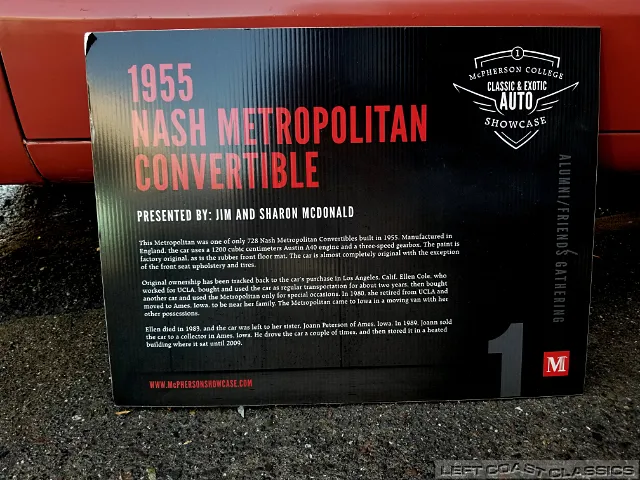 1955
NASH METROPOLITAN
CONVERTIBLE
PRESENTED BY: JIM AND SHARON MCDONALD
This Metropolitan was one of only 728 Nash Metropolitan Convertibles built in 1955. Manufactured in
England, the car uses a 1200 cubic centimeters Austin A40 engine and a three-speed gearbox. The paint is
factory original, as is the rubber front floor mat. The car is almost completely original with the exception
of the front seat upholstery and tires.
Original ownership has been tracked back to the car's purchase in Los Angeles, Calif. Ellen Cole, who
worked for UCLA, bought and used the car as regular transportation for about two years, then bought
another car and used the Metropolitan only for special occasions. In 1980, she retired from UCLA and
moved to Ames, Iowa, to be near her family. The Metropolitan came to Iowa in a moving van with her
other possessions.
Ellen died in 1983, and the car was left to her sister, Joann Peterson of Ames, Iowa. In 1989, Joann sold
the car to a collector in Ames, Iowa. He drove the car a couple of times, and then stored it in a heated
building where it sat until 2009.
WWW.McPHERSONSHOWCASE.COM
1
McPHERSON COLLEGE
CLASSIC & EXOTIC
AUTO
SHOWCASE
ALUMNI/FRIENDS GATHERING
1
M
LEFT COAST CLASSICS